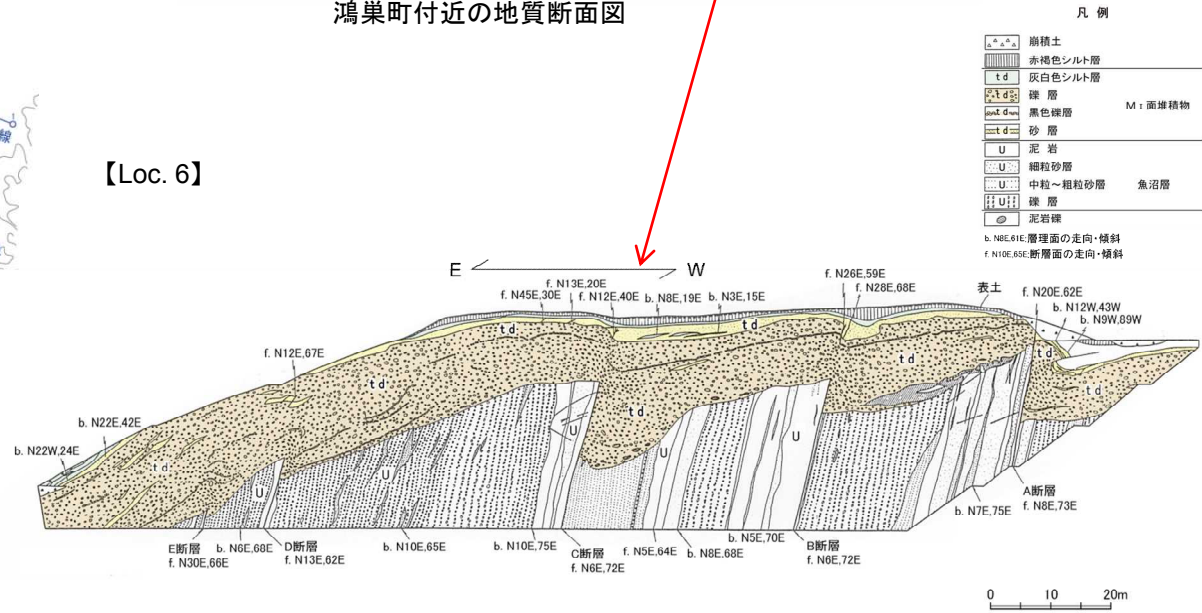 鴻巣町付近の地質断面図
線
【Loc. 6】
凡 例
崩積土
赤褐色シルト層
td 灰白色シルト層
td 礫 層
td 黒色礫層
td 砂 層
MⅠ面堆積物
U 泥 岩
U 細粒砂層
U 中粒～粗粒砂層
U 礫 層
魚沼層
泥岩礫
b. N8E,61E:層理面の走向・傾斜
f. N10E,65E:断層面の走向・傾斜
E W
f. N13E,20E
f. N45E,30E
f. N12E,40E
b. N8E,19E
b. N3E,15E
f. N26E,59E
f. N28E,68E
表土
f. N20E,62E
b. N12W,43W
b. N9W,89W
f. N12E,67E
b. N22E,42E
b. N22W,24E
td
td
td
td
td
td
td
td
U
U
U
U
U
E断層
f. N30E,66E
b. N6E,68E
D断層
f. N13E,62E
b. N10E,65E
b. N10E,75E
C断層
f. N6E,72E
f. N5E,64E
b. N8E,68E
b. N5E,70E
B断層
f. N6E,72E
b. N7E,75E
A断層
f. N8E,73E
0 10 20m